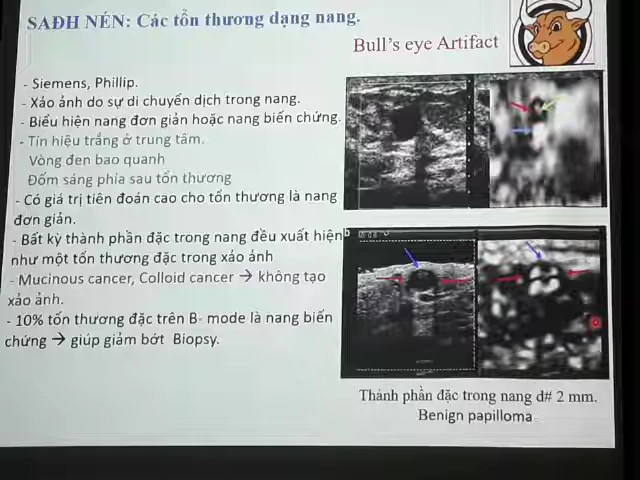 SAĐH NÉN: Các tổn thương dạng nang.
Bull's eye Artifact
- Siemens, Phillip.
- Xảo ảnh do sự di chuyển dịch trong nang.
- Biểu hiện nang đơn giản hoặc nang biến chứng.
- Tín hiệu trắng ở trung tâm.
Vòng đen bao quanh
Đốm sáng phía sau tổn thương
- Có giá trị tiên đoán cao cho tổn thương là nang
đơn giản.
- Bất kỳ thành phần đặc trong nang đều xuất hiện
như một tổn thương đặc trong xảo ảnh
- Mucinous cancer, Colloid cancer → không tạo
xảo ảnh.
- 10% tổn thương đặc trên B- mode là nang biến
chứng → giúp giảm bớt Biopsy.
b
Thành phần đặc trong nang d# 2 mm.
Benign papilloma